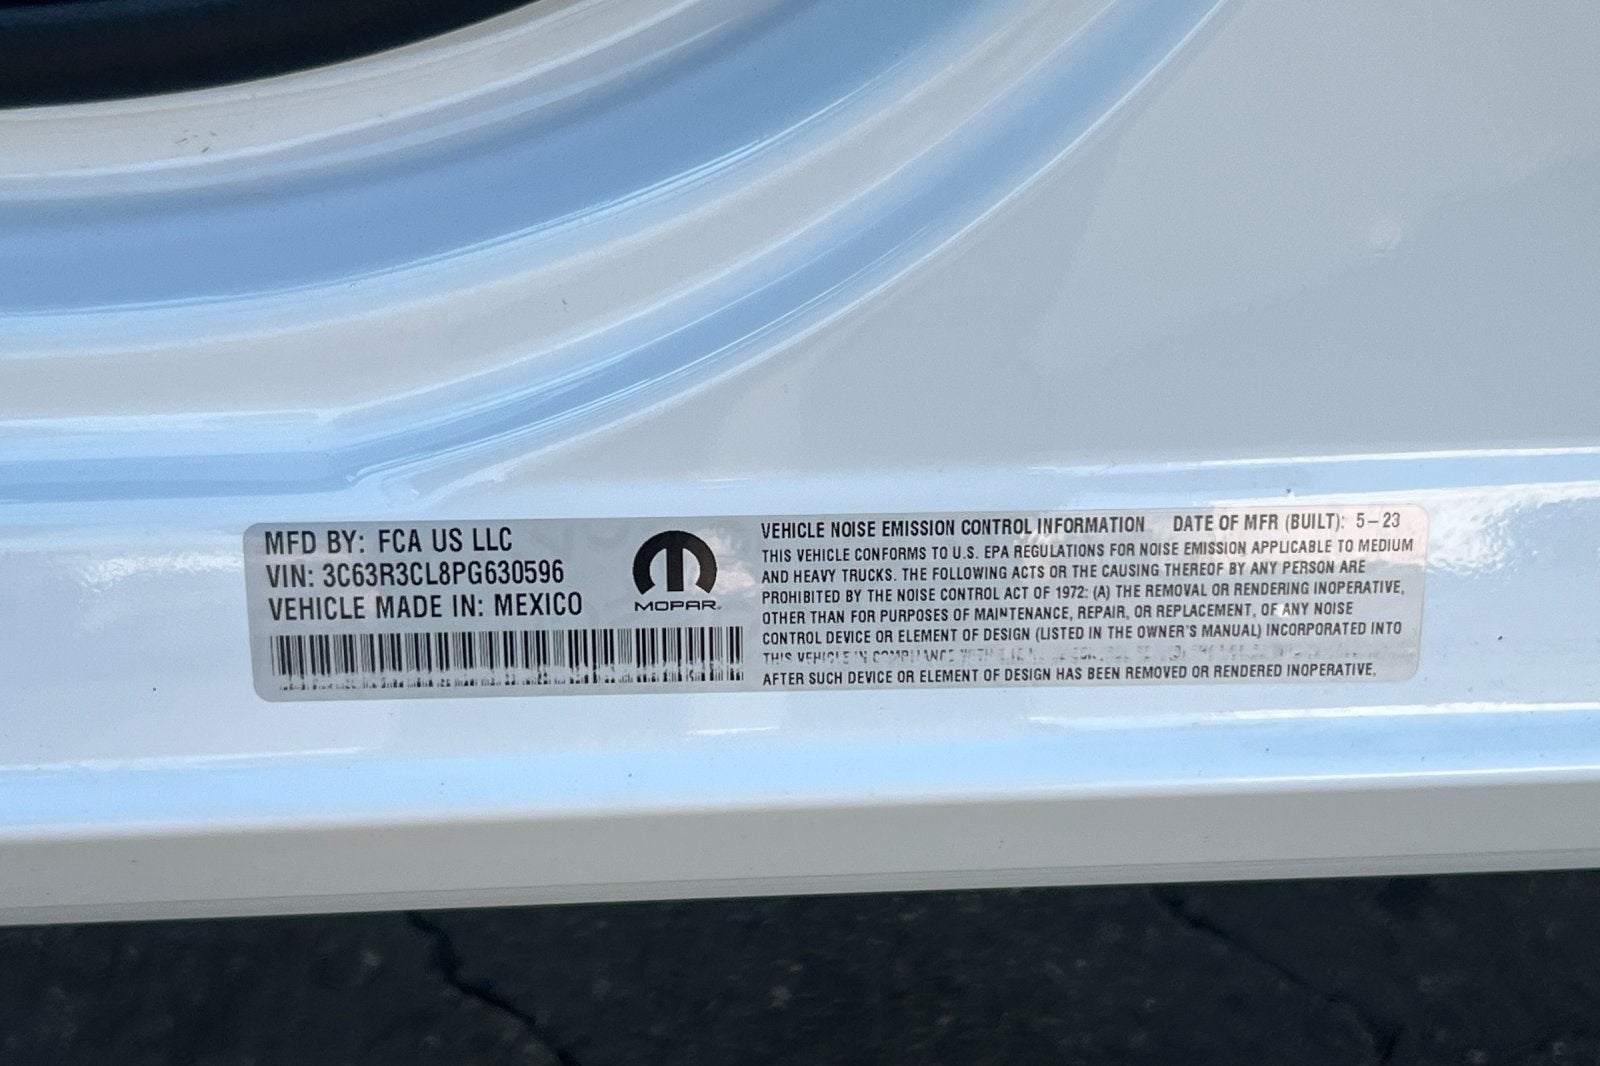 MFD BY: FCA US LLC
VIN: 3C63R3CL8PG630596
VEHICLE MADE IN: MEXICO
MOPAR
VEHICLE NOISE EMISSION CONTROL INFORMATION DATE OF MFR (BUILT): 5-23
THIS VEHICLE CONFORMS TO U.S. EPA REGULATIONS FOR NOISE EMISSION APPLICABLE TO MEDIUM
AND HEAVY TRUCKS. THE FOLLOWING ACTS OR THE CAUSING THEREOF BY ANY PERSON ARE
PROHIBITED BY THE NOISE CONTROL ACT OF 1972: (A) THE REMOVAL OR RENDERING INOPERATIVE,
OTHER THAN FOR PURPOSES OF MAINTENANCE, REPAIR, OR REPLACEMENT, OF ANY NOISE
CONTROL DEVICE OR ELEMENT OF DESIGN (LISTED IN THE OWNER'S MANUAL) INCORPORATED INTO
THIS VEHICLE IN COMPLIANCE WITH
AFTER SUCH DEVICE OR ELEMENT OF DESIGN HAS BEEN REMOVED OR RENDERED INOPERATIVE,